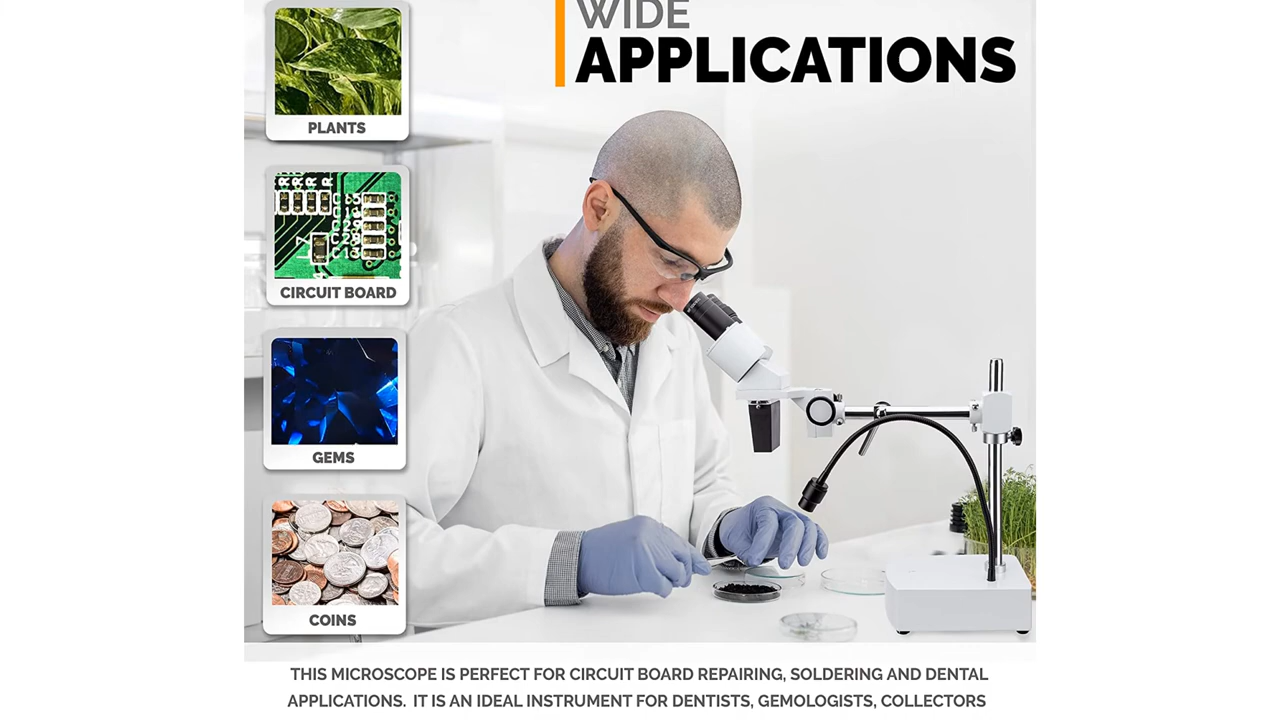 WIDE
APPLICATIONS
PLANTS
CIRCUIT BOARD
GEMS
COINS
THIS MICROSCOPE IS PERFECT FOR CIRCUIT BOARD REPAIRING, SOLDERING AND DENTAL
APPLICATIONS. IT IS AN IDEAL INSTRUMENT FOR DENTISTS, GEMOLOGISTS, COLLECTORS